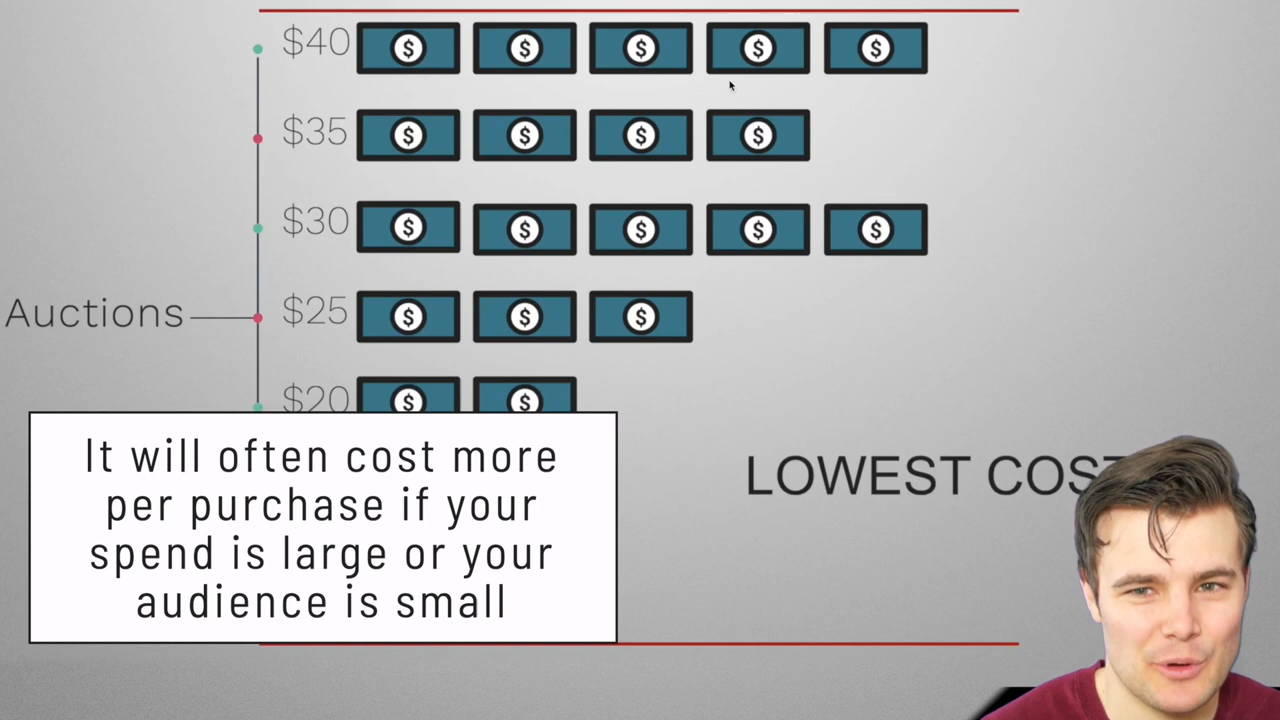 $40
$35
$30
Auctions
$25
$20
It will often cost more
per purchase if your
spend is large or your
audience is small
LOWEST COST